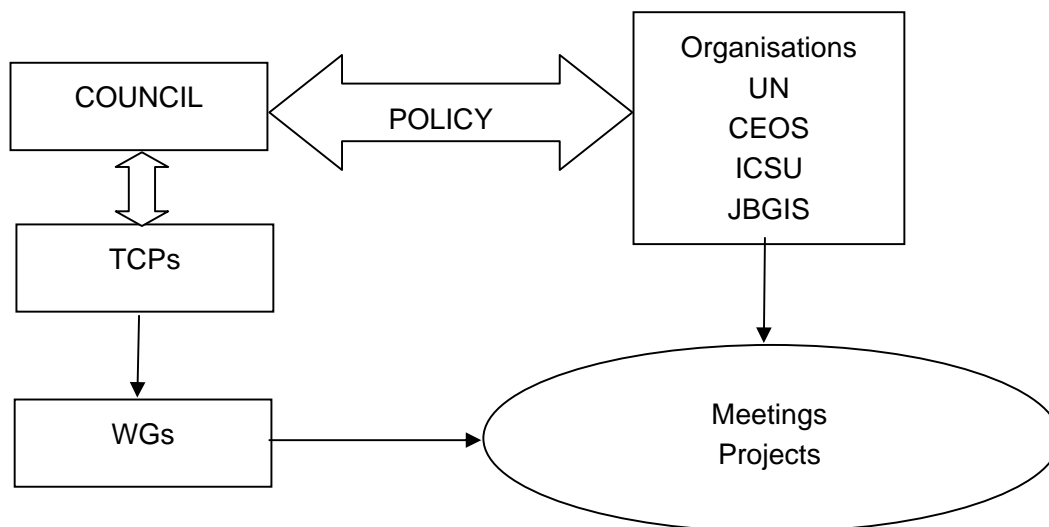 COUNCIL
POLICY
Organisations
UN
CEOS
ICSU
JBGIS
TCPs
WGs
Meetings
Projects